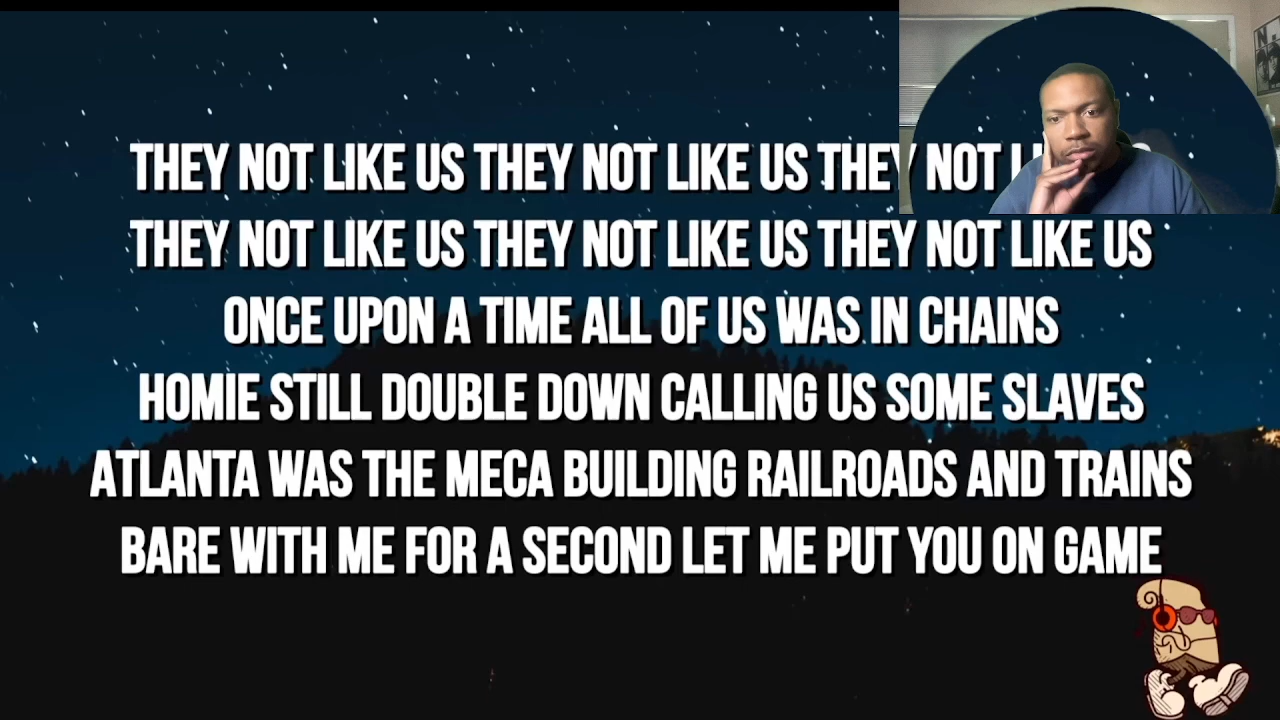 THEY NOT LIKE US THEY NOT LIKE US THEY NOT
THEY NOT LIKE US THEY NOT LIKE US THEY NOT LIKE US
ONCE UPON A TIME ALL OF US WAS IN CHAINS
HOMIE STILL DOUBLE DOWN CALLING US SOME SLAVES
ATLANTA WAS THE MECA BUILDING RAILROADS AND TRAINS
BARE WITH ME FOR A SECOND LET ME PUT YOU ON GAME